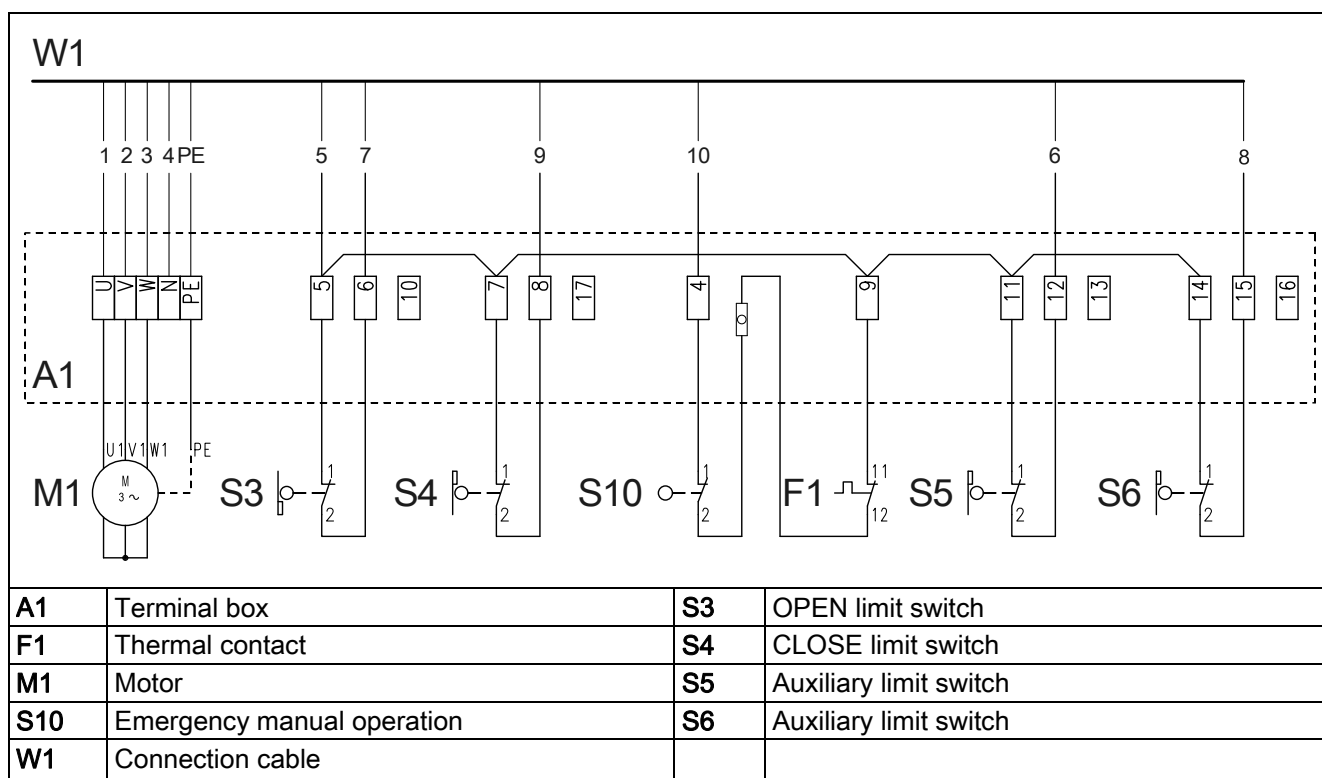 W1
1 2 3 4 PE 5 7 9 10 6 8
U V W N PE 5 6 10 7 8 17 4 9 11 12 13 14 15 16
A1
U1 V1 W1 PE
M1 M 3 ~ S3 1 2 S4 1 2 S10 1 2 F1 11 12 S5 1 2 S6 1 2
A1 Terminal box S3 OPEN limit switch
F1 Thermal contact S4 CLOSE limit switch
M1 Motor S5 Auxiliary limit switch
S10 Emergency manual operation S6 Auxiliary limit switch
W1 Connection cable